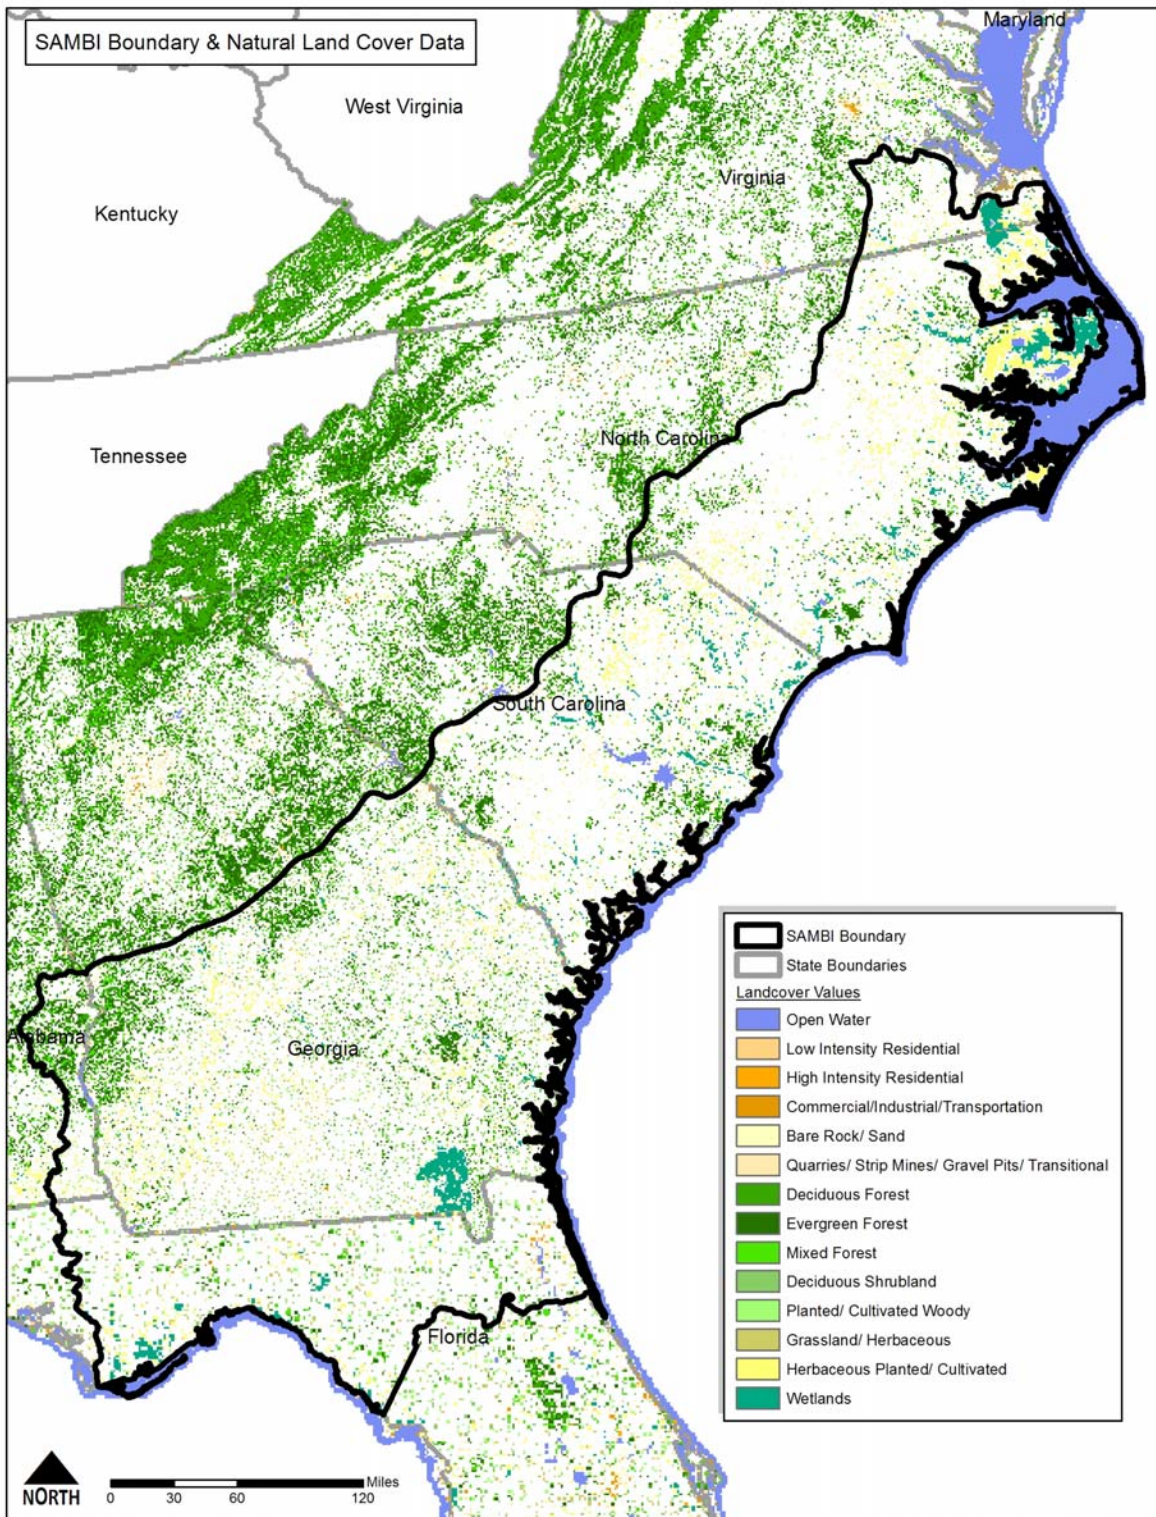 SAMBI Boundary & Natural Land Cover Data
Maryland
West Virginia
Virginia
Kentucky
North Carolina
Tennessee
South Carolina
SAMBI Boundary
State Boundaries
Landcover Values
Open Water
Low Intensity Residential
High Intensity Residential
Commercial/Industrial/Transportation
Bare Rock/ Sand
Quarries/ Strip Mines/ Gravel Pits/ Transitional
Deciduous Forest
Evergreen Forest
Mixed Forest
Deciduous Shrubland
Planted/ Cultivated Woody
Grassland/ Herbaceous
Herbaceous Planted/ Cultivated
Wetlands
Alabama
Georgia
Florida
NORTH
Miles
0 30 60 120